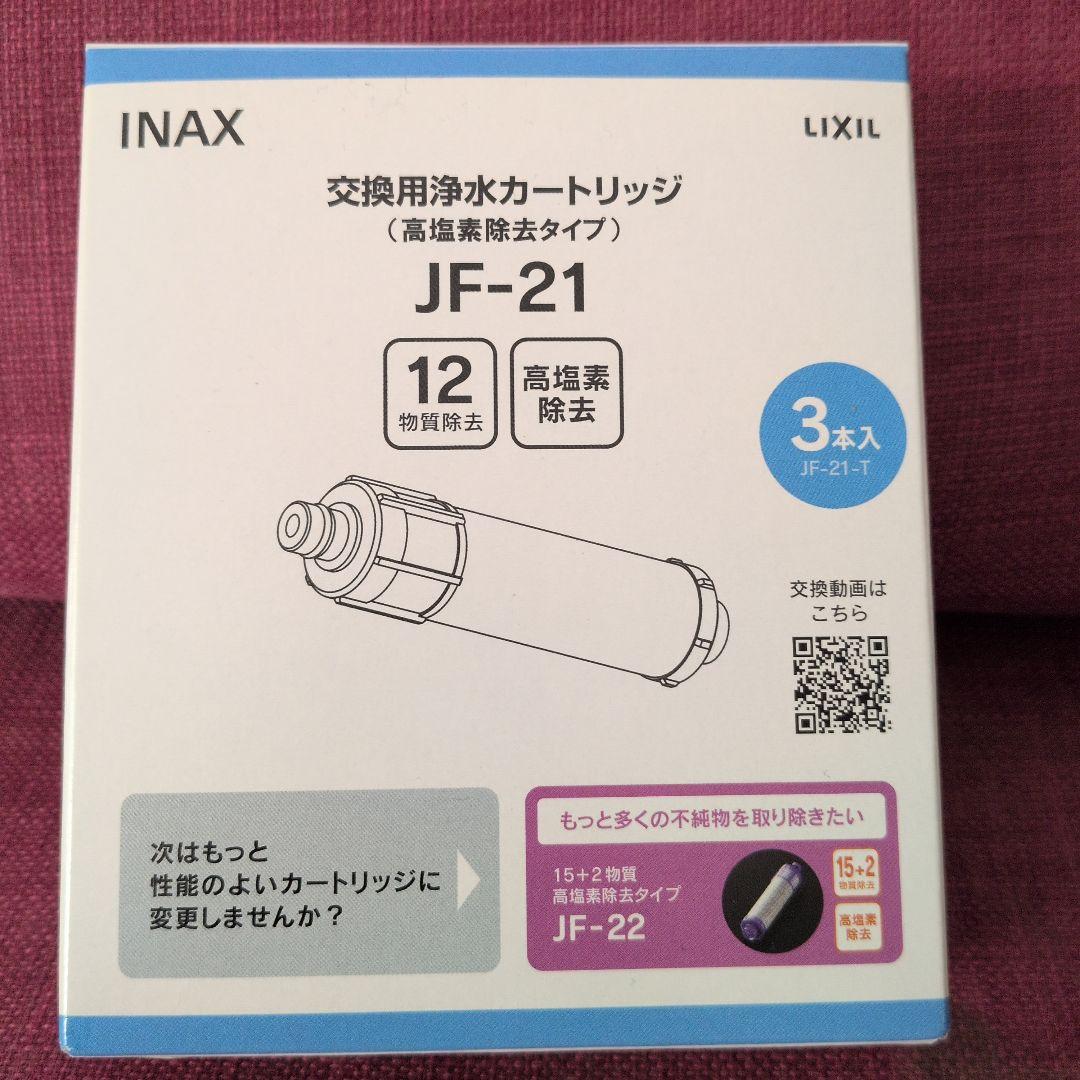 INAX
LIXIL
交換用浄水カートリッジ
（高塩素除去タイプ）
JF-21
12
物質除去
高塩素
除去
3本入
JF-21-T
交換動画は
こちら
次はもっと
性能のよいカートリッジに
変更しませんか？
もっと多くの不純物を取り除きたい
15+2物質
高塩素除去タイプ
JF-22
15+2
物質除去
高塩素
除去